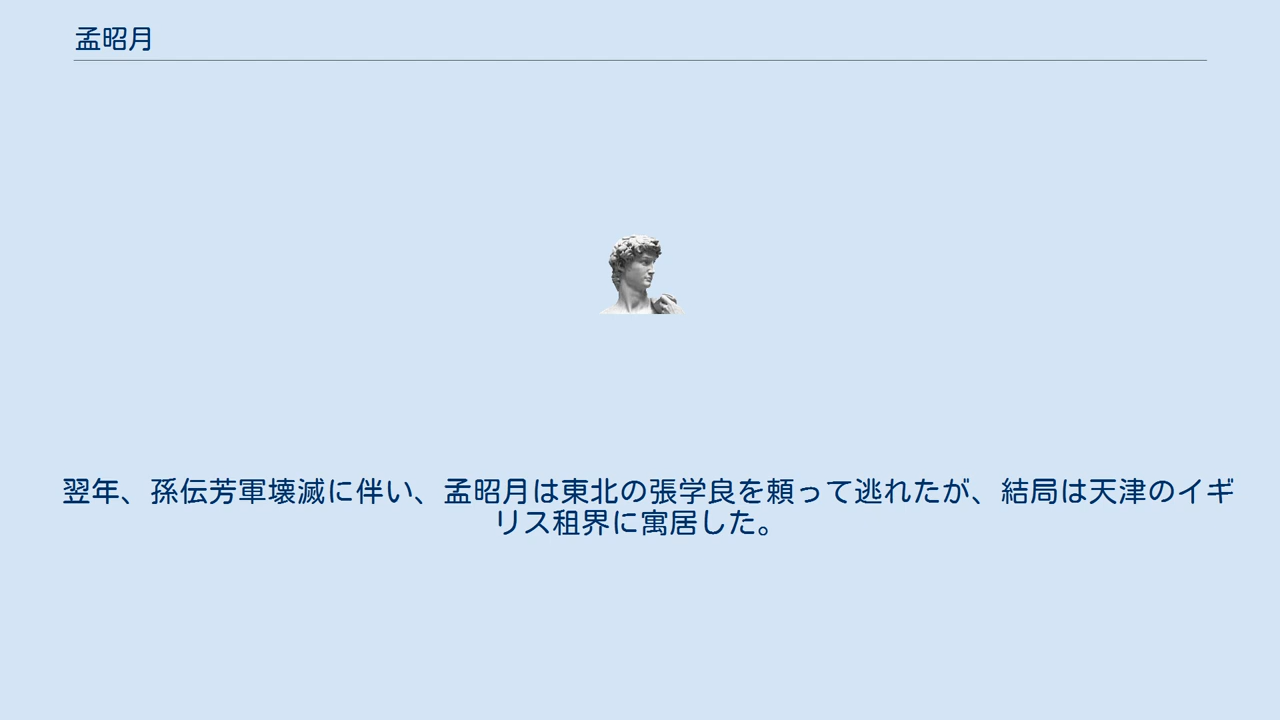 孟昭月
翌年、孫伝芳軍壊滅に伴い、孟昭月は東北の張学良を頼って逃れたが、結局は天津のイギ
リス租界に寓居した。